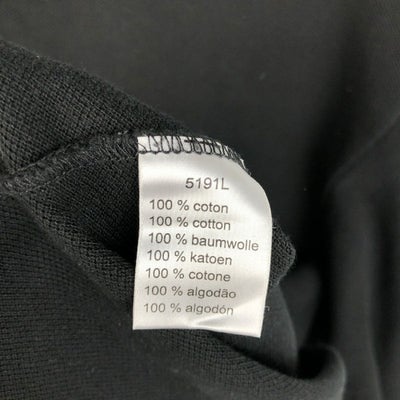 5191L
100 % coton
100 % cotton
100 % baumwolle
100 % katoen
100 % cotone
100 % algodão
100 % algodón